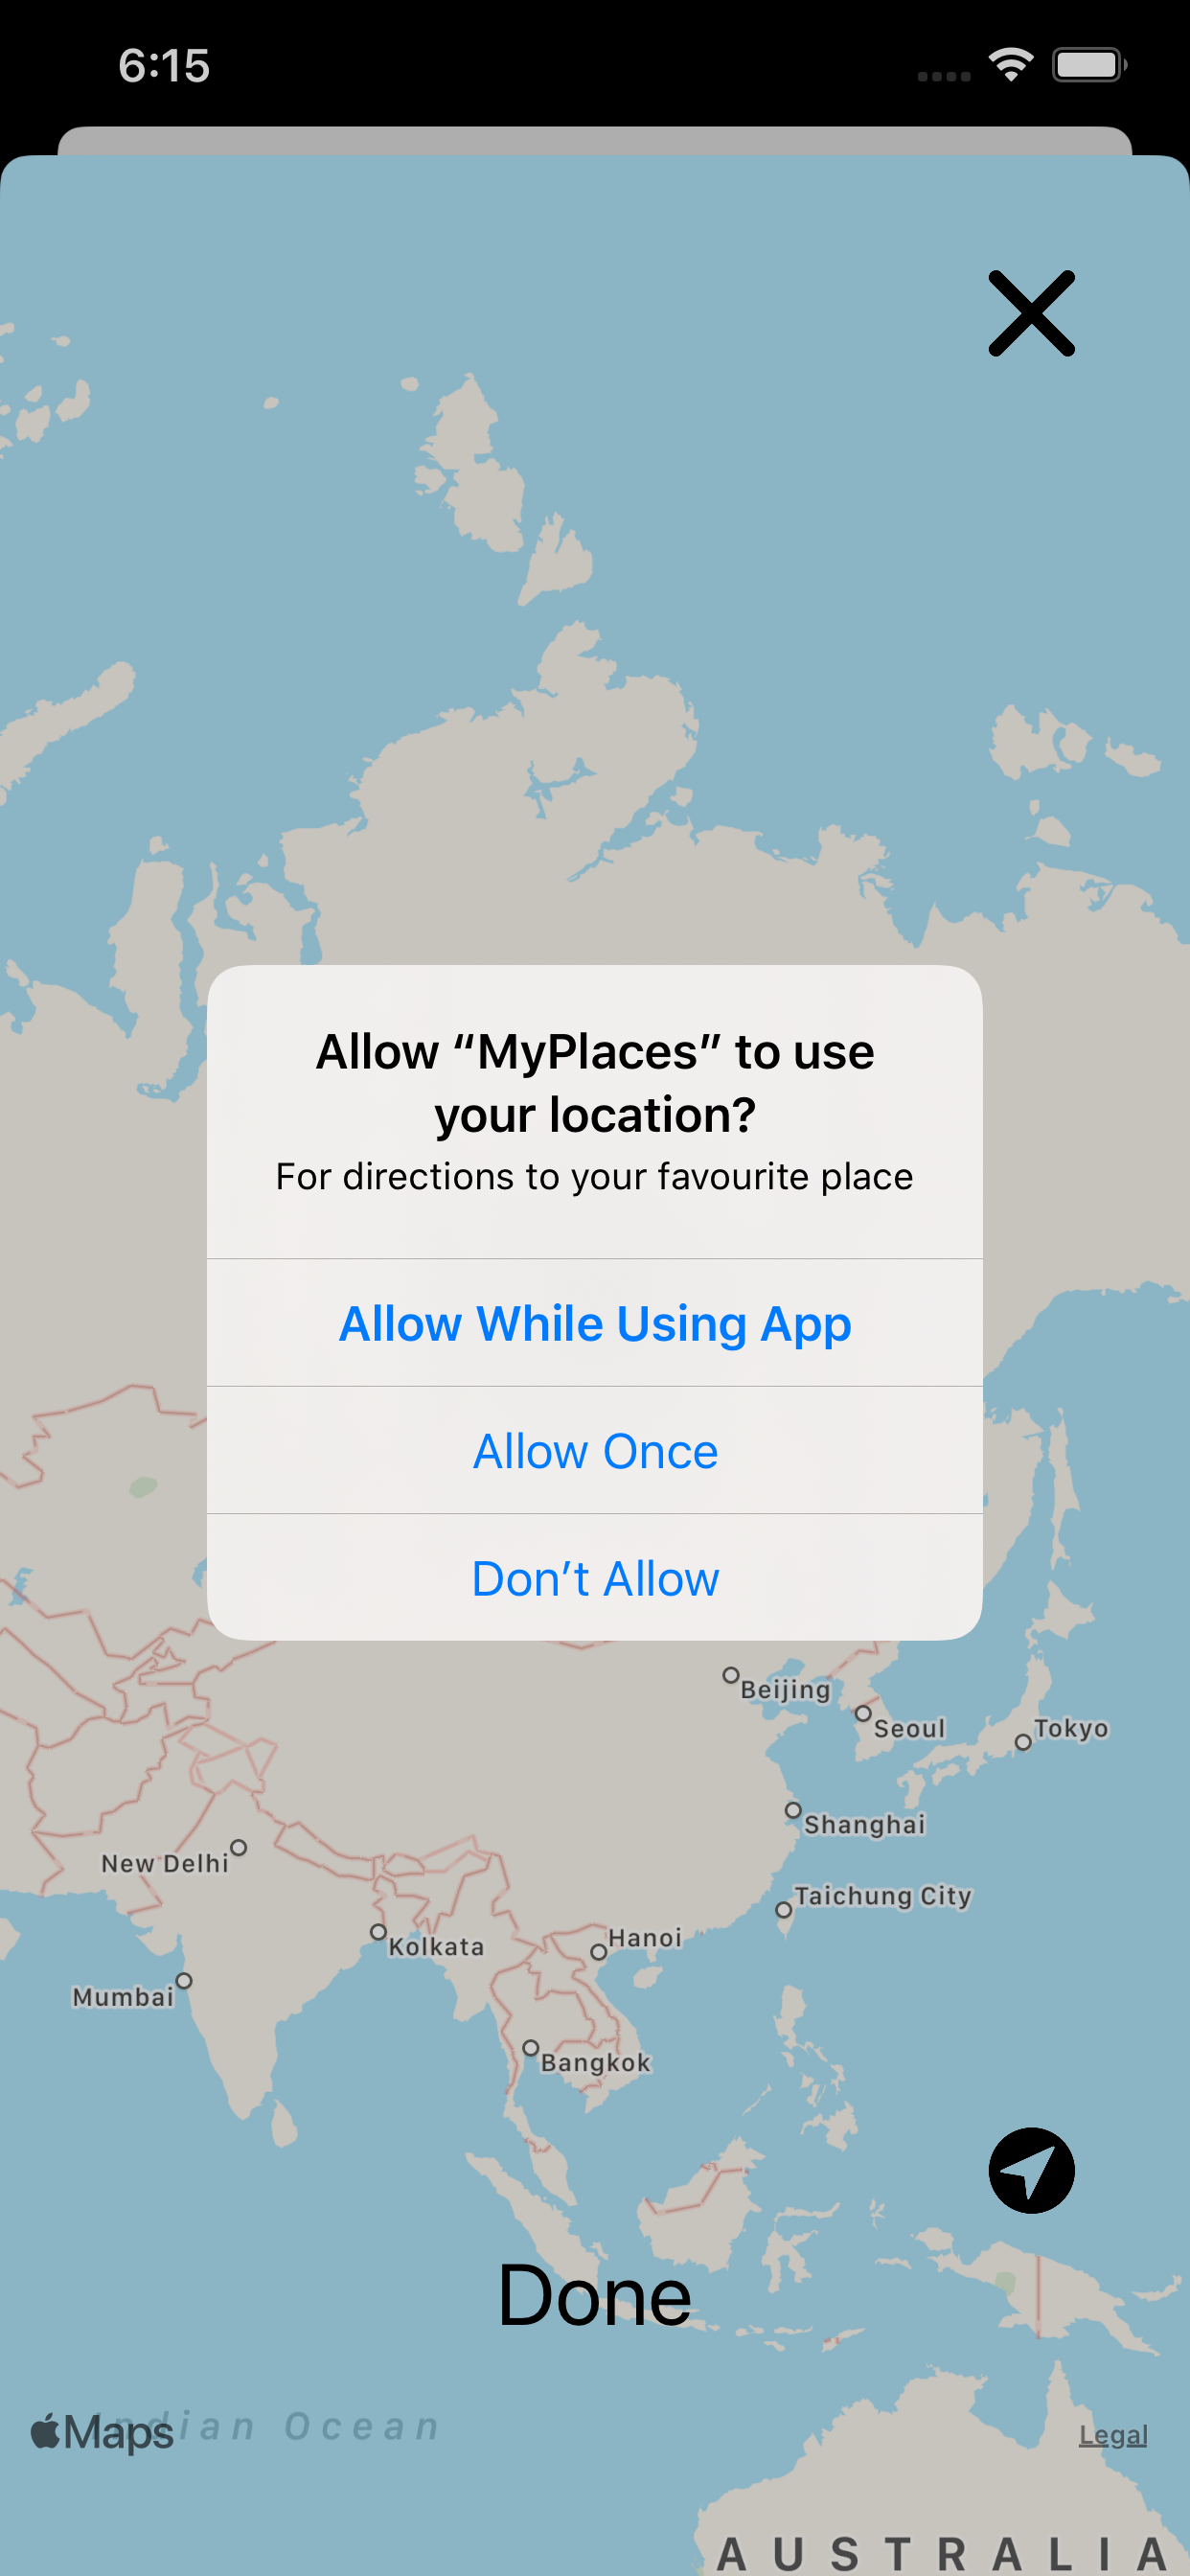 6:15
Allow “MyPlaces” to use
your location?
For directions to your favourite place
Allow While Using App
Allow Once
Don’t Allow
Beijing
Seoul
Tokyo
Shanghai
New Delhi
Taichung City
Hanoi
Kolkata
Mumbai
Bangkok
Done
Maps
Indian Ocean
Legal
AUSTRALIA